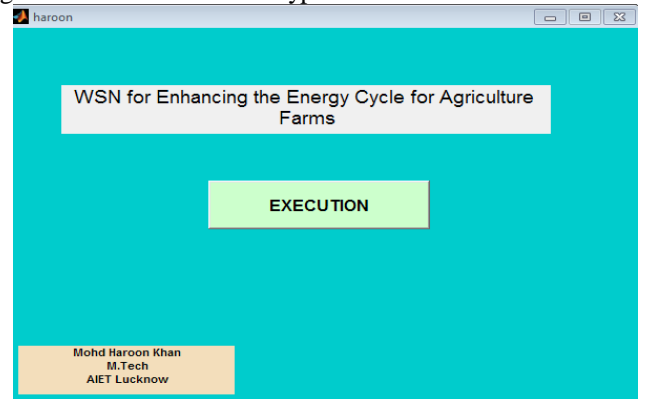 haroon
WSN for Enhancing the Energy Cycle for Agriculture
Farms
EXECUTION
Mohd Haroon Khan
M.Tech
AIET Lucknow